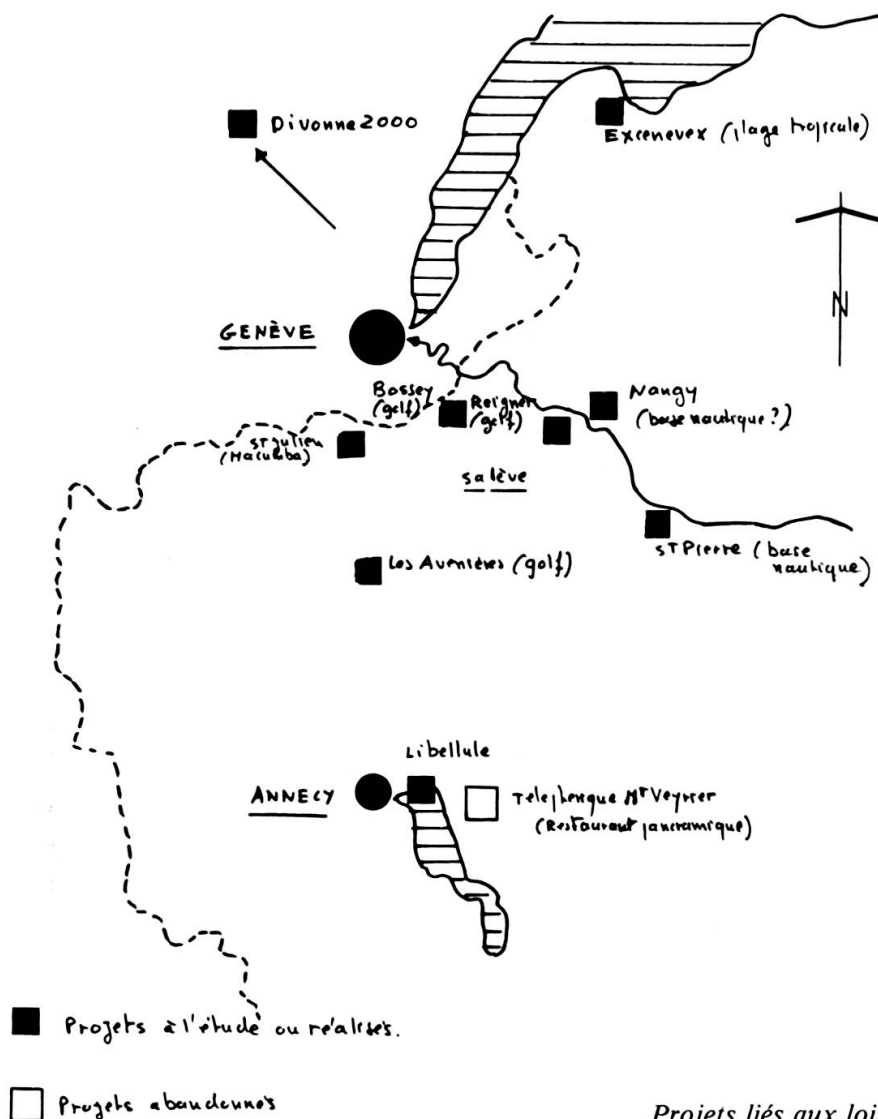 Divonne 2000
Excenevex (plage tropicale)
GENÈVE
N
Bossey
(golf)
Reignier
(golf)
Nangy
(base nautique?)
St Julien
(Macumba)
Salève
ST Pierre (base
nautique)
Les Avenières (golf)
Libellule
ANNECY
Telepherique Mt Veyrier
(Restaurant panoramique)
Projets à l'étude ou réalisés.
Projets abandonnés
Projets liés aux loi